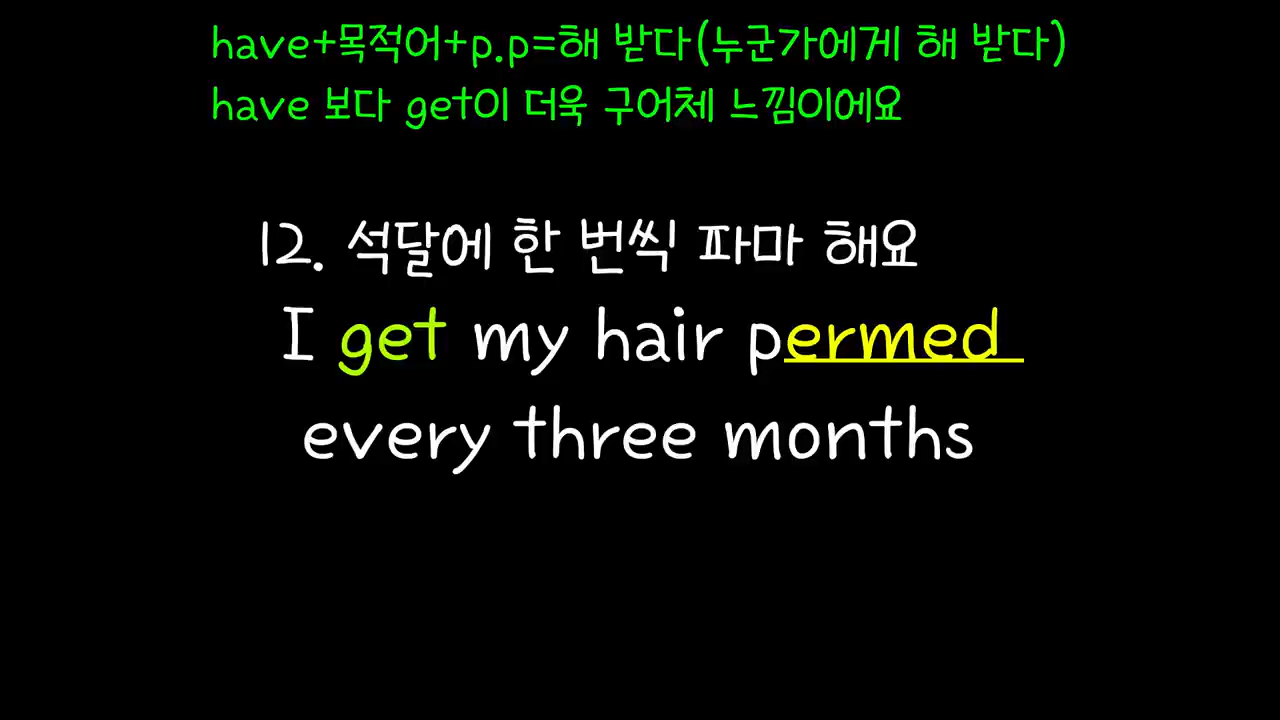 have+목적어+p.p=해 받다(누군가에게 해 받다)
have 보다 get이 더욱 구어체 느낌이에요
12. 석달에 한 번씩 파마 해요
I get my hair permed
every three months